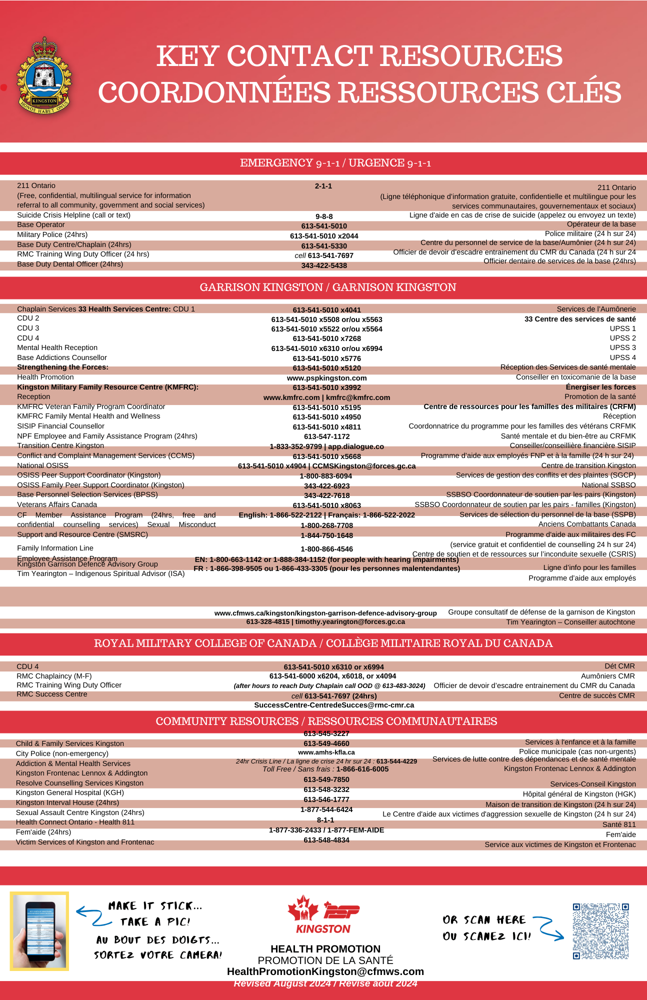 KINGSTON
HONOS HABET ONUS
KEY CONTACT RESOURCES
COORDONNÉES RESSOURCES CLÉS
EMERGENCY 9-1-1 / URGENCE 9-1-1
211 Ontario
(Free, confidential, multilingual service for information
referral to all community, government and social services)
Suicide Crisis Helpline (call or text)
Base Operator
Military Police (24hrs)
Base Duty Centre/Chaplain (24hrs)
RMC Training Wing Duty Officer (24 hrs)
Base Duty Dental Officer (24hrs)
2-1-1
9-8-8
613-541-5010
613-541-5010 x2044
613-541-5330
cell 613-541-7697
343-422-5438
211 Ontario
(Ligne téléphonique d’information gratuite, confidentielle et multilingue pour les
services communautaires, gouvernementaux et sociaux)
Ligne d'aide en cas de crise de suicide (appelez ou envoyez un texte)
Opérateur de la base
Police militaire (24 h sur 24)
Centre du personnel de service de la base/Aumônier (24 h sur 24)
Officier de devoir d’escadre entrainement du CMR du Canada (24 h sur 24
Officier dentaire de services de la base (24hrs)
GARRISON KINGSTON / GARNISON KINGSTON
Chaplain Services 33 Health Services Centre: CDU 1
CDU 2
CDU 3
CDU 4
Mental Health Reception
Base Addictions Counsellor
Strengthening the Forces:
Health Promotion
Kingston Military Family Resource Centre (KMFRC):
Reception
KMFRC Veteran Family Program Coordinator
KMFRC Family Mental Health and Wellness
SISIP Financial Counsellor
NPF Employee and Family Assistance Program (24hrs)
Transition Centre Kingston
Conflict and Complaint Management Services (CCMS)
National OSISS
OSISS Peer Support Coordinator (Kingston)
OSISS Family Peer Support Coordinator (Kingston)
Base Personnel Selection Services (BPSS)
Veterans Affairs Canada
CF Member Assistance Program (24hrs, free and
confidential counselling services) Sexual Misconduct
Support and Resource Centre (SMSRC)
Family Information Line
Employee Assistance Program
Kingston Garrison Defence Advisory Group
Tim Yearington – Indigenous Spiritual Advisor (ISA)
613-541-5010 x4041
613-541-5010 x5508 or/ou x5563
613-541-5010 x5522 or/ou x5564
613-541-5010 x7268
613-541-5010 x6310 or/ou x6994
613-541-5010 x5776
613-541-5010 x5120
www.pspkingston.com
613-541-5010 x3992
www.kmfrc.com | kmfrc@kmfrc.com
613-541-5010 x5195
613-541-5010 x4950
613-541-5010 x4811
613-547-1172
1-833-352-9799 | app.dialogue.co
613-541-5010 x5668
613-541-5010 x4904 | CCMSKingston@forces.gc.ca
1-800-883-6094
343-422-6923
343-422-7618
613-541-5010 x8063
English: 1-866-522-2122 | Français: 1-866-522-2022
1-800-268-7708
1-844-750-1648
1-800-866-4546
EN: 1-800-663-1142 or 1-888-384-1152 (for people with hearing impairments)
FR : 1-866-398-9505 ou 1-866-433-3305 (pour les personnes malentendantes)
www.cfmws.ca/kingston/kingston-garrison-defence-advisory-group
613-328-4815 | timothy.yearington@forces.gc.ca
Services de l’Aumônerie
33 Centre des services de santé
UPSS 1
UPSS 2
UPSS 3
UPSS 4
Réception des Services de santé mentale
Conseiller en toxicomanie de la base
Énergiser les forces
Promotion de la santé
Centre de ressources pour les familles des militaires (CRFM)
Réception
Coordonnatrice du programme pour les familles des vétérans CRFMK
Santé mentale et du bien-être au CRFMK
Conseiller/conseillière financière SISIP
Programme d’aide aux employés FNP et à la famille (24 h sur 24)
Centre de transition Kingston
Services de gestion des conflits et des plaintes (SGCP)
National SSBSO
SSBSO Coordonnateur de soutien par les pairs (Kingston)
SSBSO Coordonnateur de soutien par les pairs - familles (Kingston)
Services de sélection du personnel de la base (SSPB)
Anciens Combattants Canada
Programme d'aide aux militaires des FC
(service gratuit et confidentiel de counselling 24 h sur 24)
Centre de soutien et de ressources sur l’inconduite sexuelle (CSRIS)
Ligne d’info pour les familles
Programme d’aide aux employés
Groupe consultatif de défense de la garnison de Kingston
Tim Yearington – Conseiller autochtone
ROYAL MILITARY COLLEGE OF CANADA / COLLÈGE MILITAIRE ROYAL DU CANADA
CDU 4
RMC Chaplaincy (M-F)
RMC Training Wing Duty Officer
RMC Success Centre
613-541-5010 x6310 or x6994
613-541-6000 x6204, x6018, or x4094
(after hours to reach Duty Chaplain call OOD @ 613-483-3024)
cell 613-541-7697 (24hrs)
SuccessCentre-CentredeSucces@rmc-cmr.ca
Dét CMR
Aumôniers CMR
Officier de devoir d’escadre entrainement du CMR du Canada
Centre de succès CMR
COMMUNITY RESOURCES / RESSOURCES COMMUNAUTAIRES
Child & Family Services Kingston
City Police (non-emergency)
Addiction & Mental Health Services
Kingston Frontenac Lennox & Addington
Resolve Counselling Services Kingston
Kingston General Hospital (KGH)
Kingston Interval House (24hrs)
Sexual Assault Centre Kingston (24hrs)
Health Connect Ontario - Health 811
Fem'aide (24hrs)
Victim Services of Kingston and Frontenac
613-545-3227
613-549-4660
www.amhs-kfla.ca
24hr Crisis Line / La ligne de crise 24 hr sur 24 : 613-544-4229
Toll Free / Sans frais : 1-866-616-6005
613-549-7850
613-548-3232
613-546-1777
1-877-544-6424
8-1-1
1-877-336-2433 / 1-877-FEM-AIDE
613-548-4834
Services à l'enfance et à la famille
Police municipale (cas non-urgents)
Services de lutte contre des dépendances et de santé mentale
Kingston Frontenac Lennox & Addington
Services-Conseil Kingston
Hôpital général de Kingston (HGK)
Maison de transition de Kingston (24 h sur 24)
Le Centre d'aide aux victimes d'aggression sexuelle de Kingston (24 h sur 24)
Santé 811
Fem'aide
Service aux victimes de Kingston et Frontenac
MAKE IT STICK...
TAKE A PIC!
AU BOUT DES DOIGTS...
SORTEZ VOTRE CAMERA!
PSP
KINGSTON
HEALTH PROMOTION
PROMOTION DE LA SANTÉ
HealthPromotionKingston@cfmws.com
Revised August 2024 / Révisé août 2024
OR SCAN HERE
OU SCANEZ ICI!